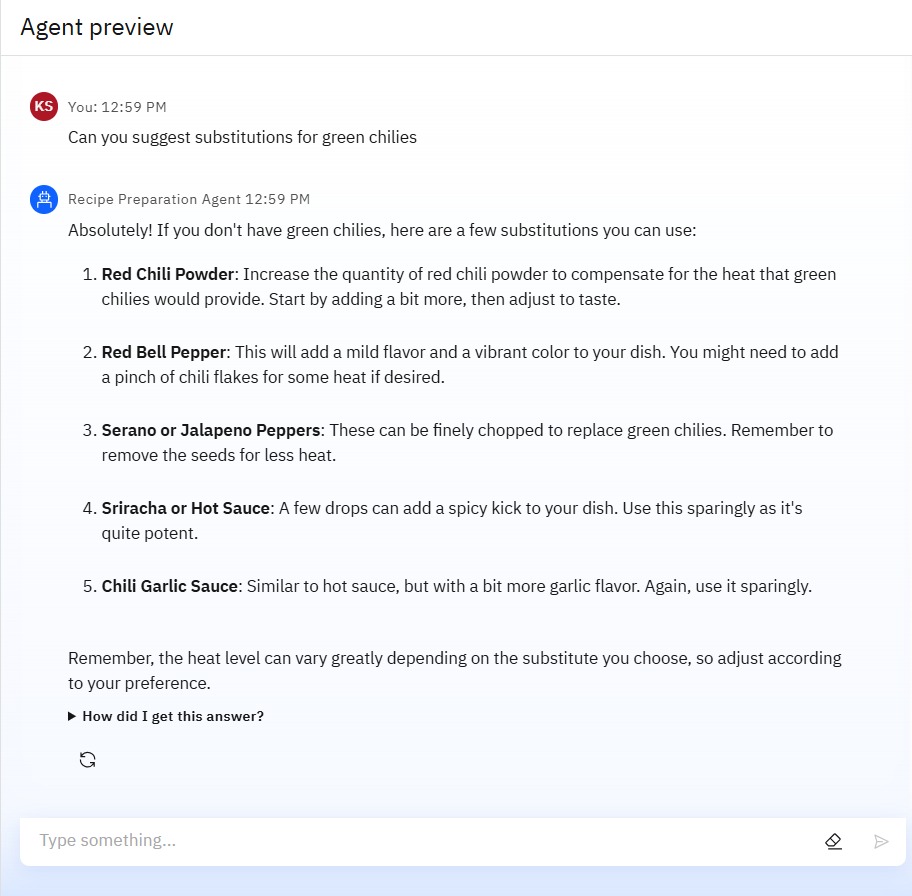 Agent preview
KS
You: 12:59 PM
Can you suggest substitutions for green chilies
Recipe Preparation Agent 12:59 PM
Absolutely! If you don't have green chilies, here are a few substitutions you can use:
1. Red Chili Powder: Increase the quantity of red chili powder to compensate for the heat that green
chilies would provide. Start by adding a bit more, then adjust to taste.
2. Red Bell Pepper: This will add a mild flavor and a vibrant color to your dish. You might need to add
a pinch of chili flakes for some heat if desired.
3. Serano or Jalapeno Peppers: These can be finely chopped to replace green chilies. Remember to
remove the seeds for less heat.
4. Sriracha or Hot Sauce: A few drops can add a spicy kick to your dish. Use this sparingly as it's
quite potent.
5. Chili Garlic Sauce: Similar to hot sauce, but with a bit more garlic flavor. Again, use it sparingly.
Remember, the heat level can vary greatly depending on the substitute you choose, so adjust according
to your preference.
How did I get this answer?
Type something...